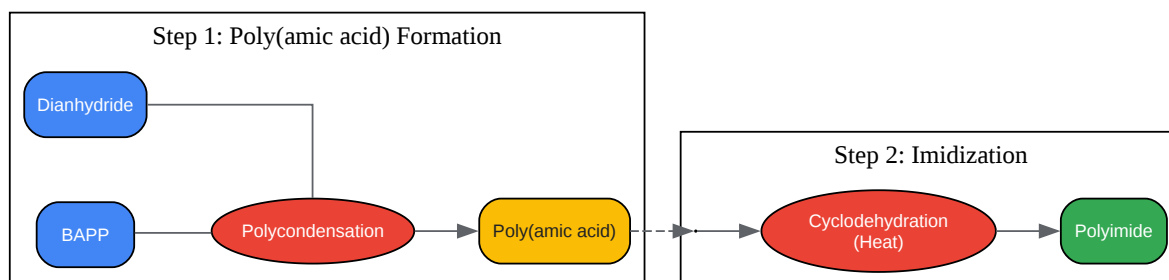 Step 1: Poly(amic acid) Formation
Dianhydride
BAPP
Polycondensation
Poly(amic acid)
Step 2: Imidization
Cyclodehydration
(Heat)
Polyimide